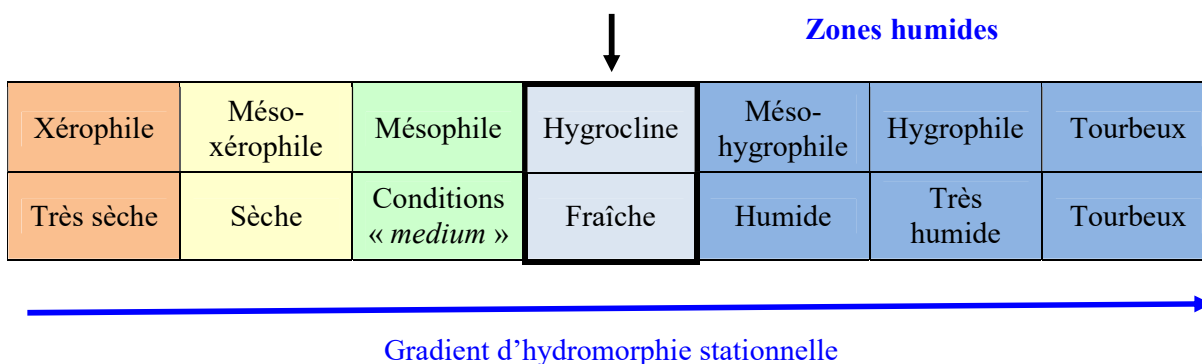 Zones humides
Xérophile
Méso-
xérophile
Mésophile
Hygrocline
Méso-
hygrophile
Hygrophile
Tourbeux
Très sèche
Sèche
Conditions
« medium »
Fraîche
Humide
Très
humide
Tourbeux
Gradient d’hydromorphie stationnelle